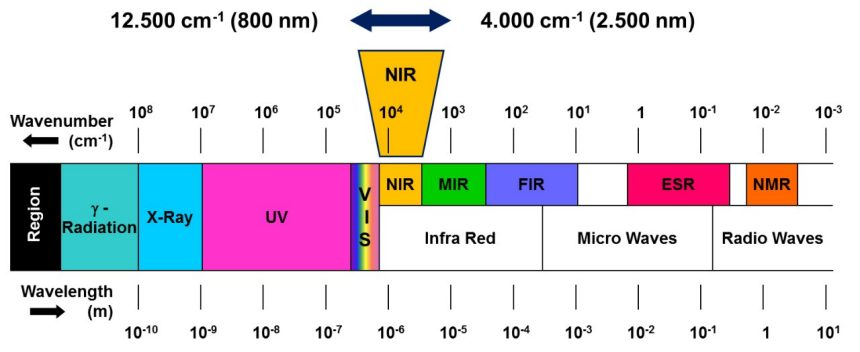 12.500 cm⁻¹ (800 nm) 4.000 cm⁻¹ (2.500 nm)
NIR
Wavenumber (cm⁻¹) 10⁸ 10⁷ 10⁶ 10⁵ 10⁴ 10³ 10² 10¹ 1 10⁻¹ 10⁻² 10⁻³
Region
γ -
Radiation
X-Ray
UV
VIS
NIR MIR FIR ESR NMR
Infra Red Micro Waves Radio Waves
Wavelength
(m)
10⁻¹⁰ 10⁻⁹ 10⁻⁸ 10⁻⁷ 10⁻⁶ 10⁻⁵ 10⁻⁴ 10⁻³ 10⁻² 10⁻¹ 1 10¹